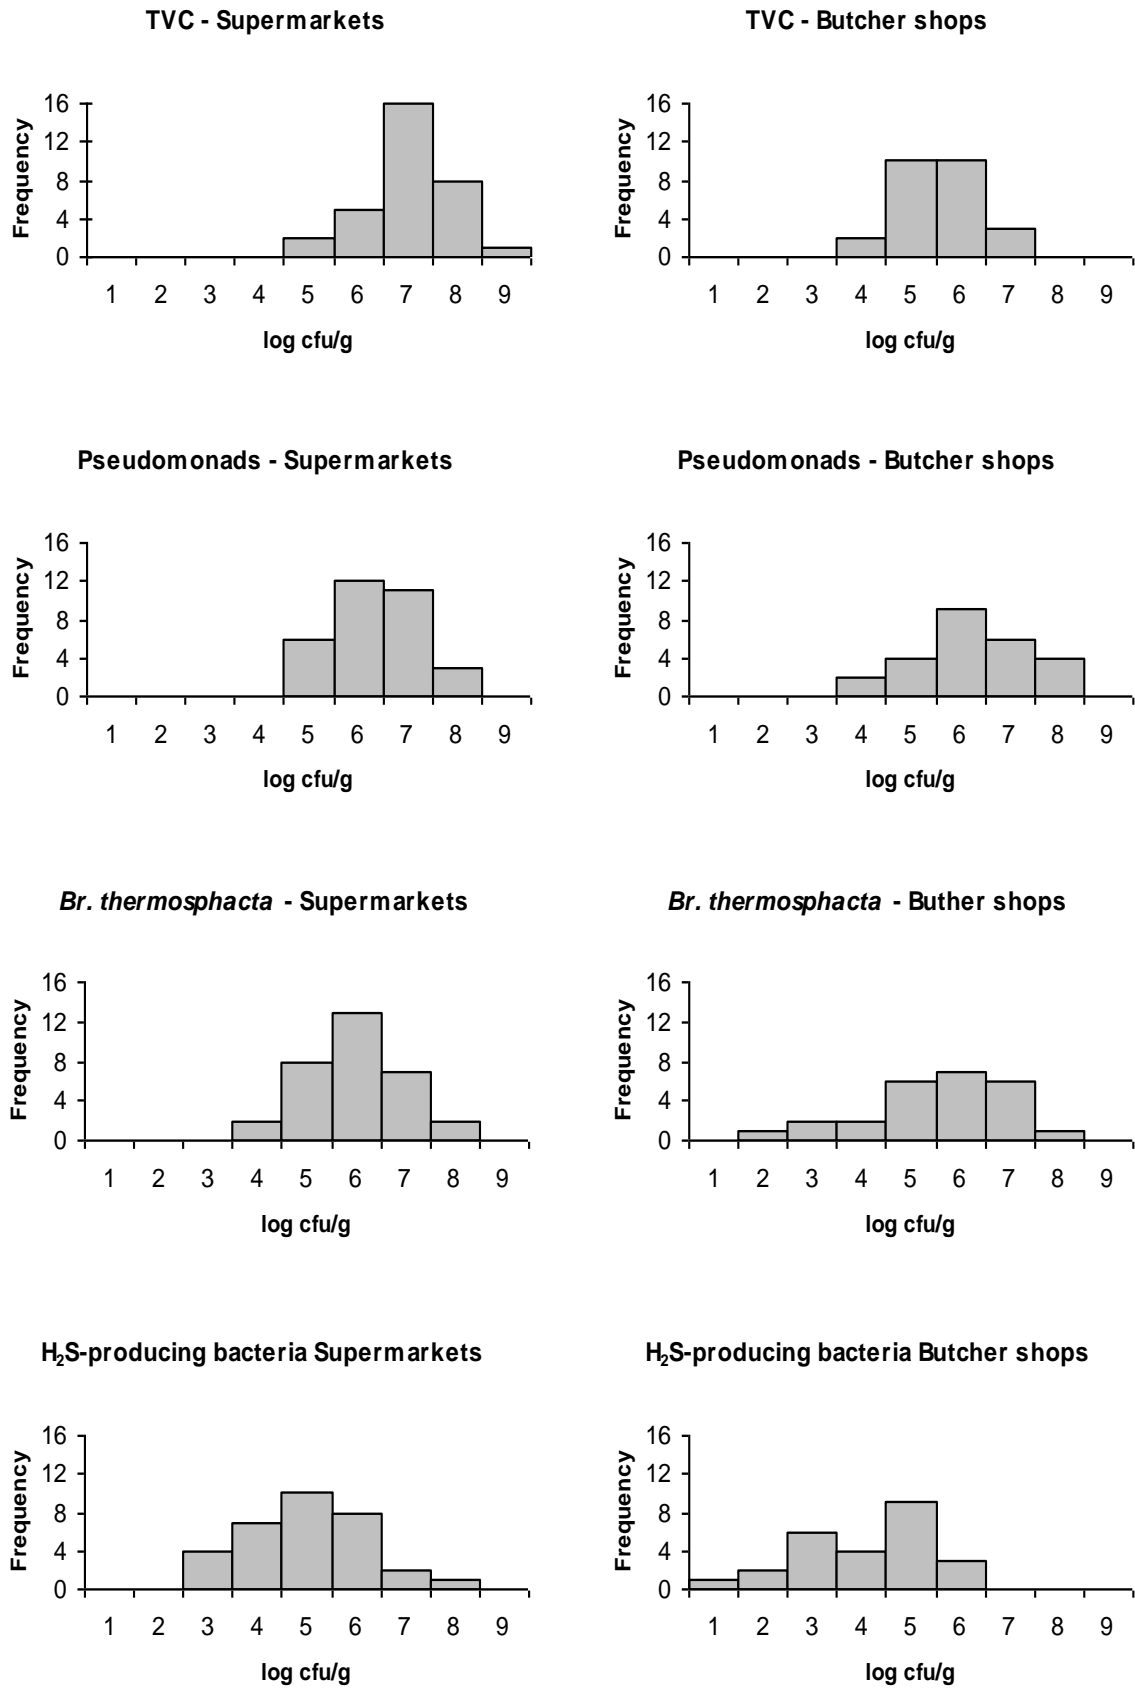 TVC - Supermarkets
TVC - Butcher shops
Frequency
16
12
8
4
0
1 2 3 4 5 6 7 8 9
log cfu/g
Frequency
16
12
8
4
0
1 2 3 4 5 6 7 8 9
log cfu/g
Pseudomonads - Supermarkets
Pseudomonads - Butcher shops
Frequency
16
12
8
4
0
1 2 3 4 5 6 7 8 9
log cfu/g
Frequency
16
12
8
4
0
1 2 3 4 5 6 7 8 9
log cfu/g
Br. thermosphacta - Supermarkets
Br. thermosphacta - Buther shops
Frequency
16
12
8
4
0
1 2 3 4 5 6 7 8 9
log cfu/g
Frequency
16
12
8
4
0
1 2 3 4 5 6 7 8 9
log cfu/g
H₂S-producing bacteria Supermarkets
H₂S-producing bacteria Butcher shops
Frequency
16
12
8
4
0
1 2 3 4 5 6 7 8 9
log cfu/g
Frequency
16
12
8
4
0
1 2 3 4 5 6 7 8 9
log cfu/g